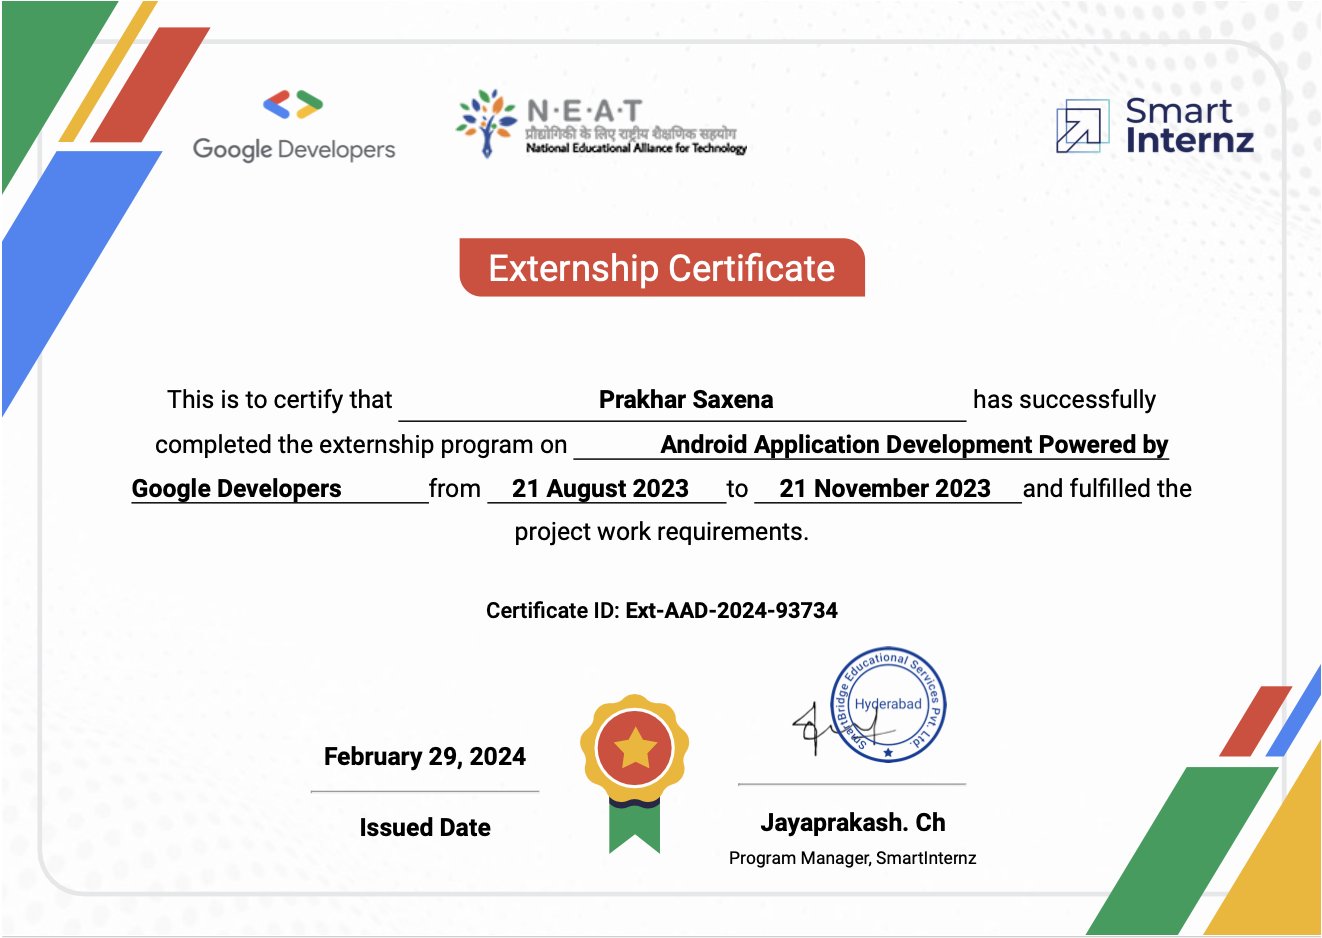 Google Developers
N·E·A·T
प्रौद्योगिकी के लिए राष्ट्रीय शैक्षणिक सहयोग
National Educational Alliance for Technology
Smart
Internz
Externship Certificate
This is to certify that Prakhar Saxena has successfully
completed the externship program on Android Application Development Powered by
Google Developers from 21 August 2023 to 21 November 2023 and fulfilled the
project work requirements.
Certificate ID: Ext-AAD-2024-93734
SmartBridge Educational Services Pvt. Ltd.
Hyderabad
February 29, 2024
Issued Date
Jayaprakash. Ch
Program Manager, SmartInternz